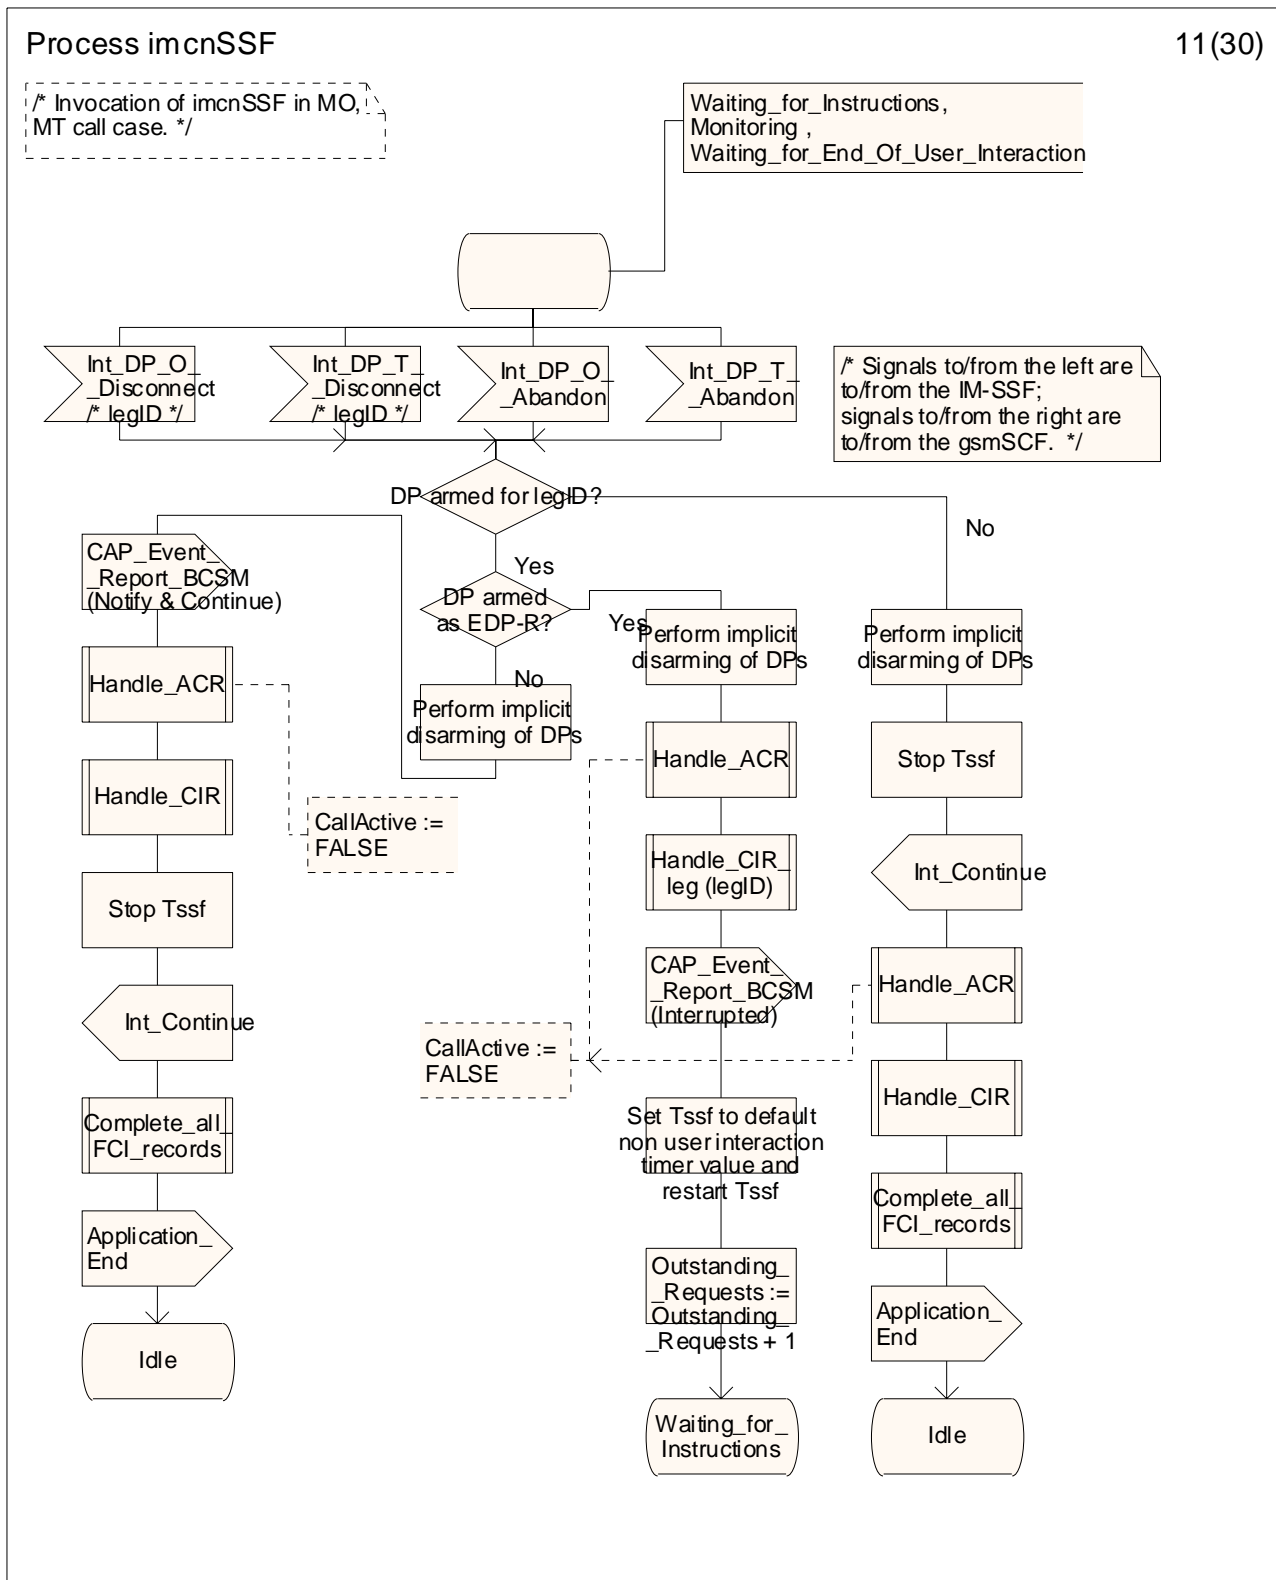 Process imcnSSF
11(30)
/* Invocation of imcnSSF in MO,
MT call case. */
Waiting_for_Instructions,
Monitoring ,
Waiting_for_End_Of_User_Interaction
Int_DP_O_
_Disconnect
/* legID */
Int_DP_T_
_Disconnect
/* legID */
Int_DP_O_
_Abandon
Int_DP_T_
_Abandon
/* Signals to/from the left are
to/from the IM-SSF;
signals to/from the right are
to/from the gsmSCF. */
DP armed for legID?
No
Yes
CAP_Event_
_Report_BCSM
(Notify & Continue)
DP armed
as EDP-R?
Yes
No
Perform implicit
disarming of DPs
Perform implicit
disarming of DPs
Perform implicit
disarming of DPs
Handle_ACR
Handle_ACR
Stop Tssf
Handle_CIR
CallActive :=
FALSE
Handle_CIR_
leg (legID)
Int_Continue
Stop Tssf
CAP_Event_
_Report_BCSM
(Interrupted)
Handle_ACR
Int_Continue
CallActive :=
FALSE
Handle_CIR
Complete_all_
FCI_records
Set Tssf to default
non user interaction
timer value and
restart Tssf
Complete_all_
FCI_records
Application_
End
Outstanding_
_Requests :=
Outstanding_
_Requests + 1
Application_
End
Idle
Waiting_for_
Instructions
Idle